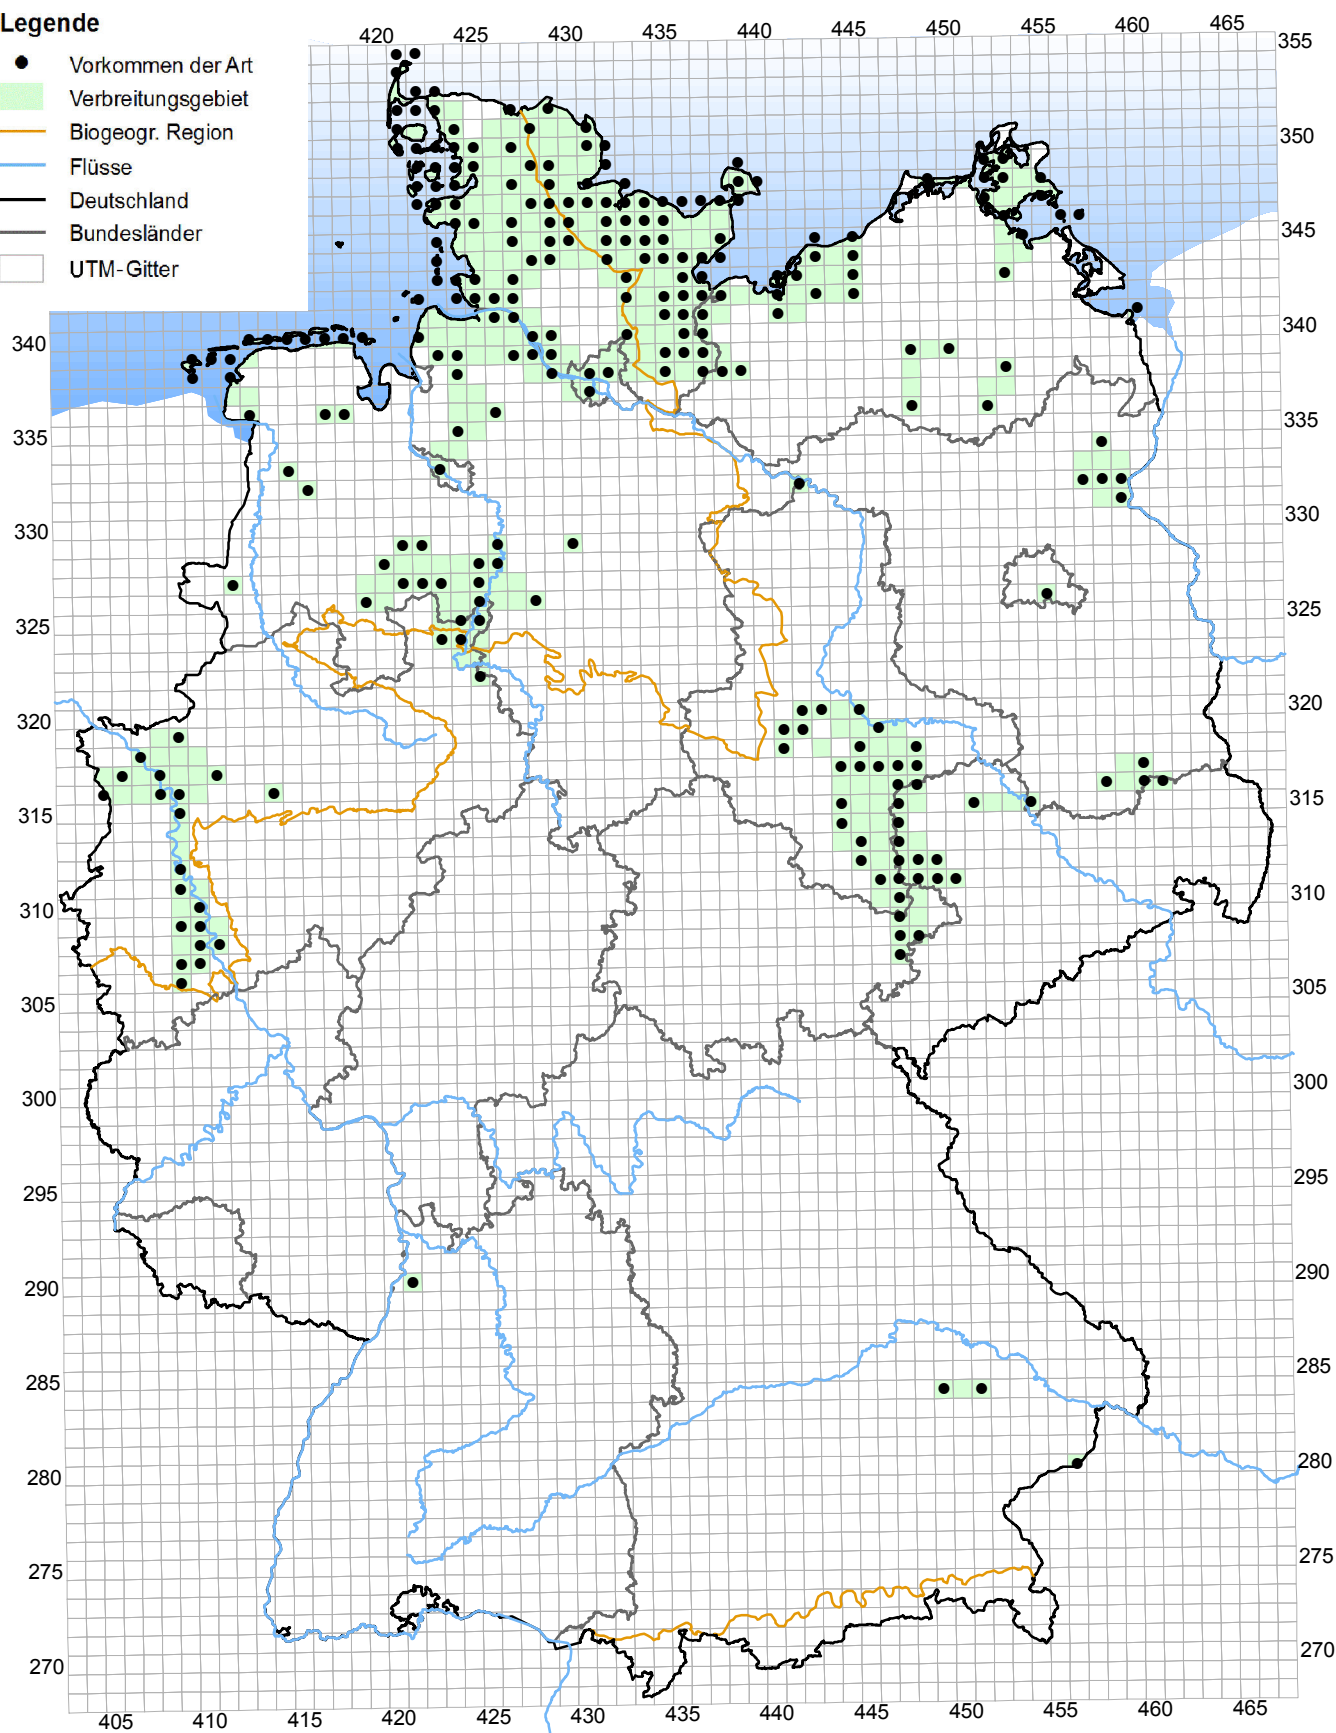 Legende
Vorkommen der Art
Verbreitungsgebiet
Biogeogr. Region
Flüsse
Deutschland
Bundesländer
UTM-Gitter
420 425 430 435 440 445 450 455 460 465
355
350
345
340 340
335 335
330 330
325 325
320 320
315 315
310 310
305 305
300 300
295 295
290 290
285 285
280 280
275 275
270 270
405 410 415 420 425 430 435 440 445 450 455 460 465